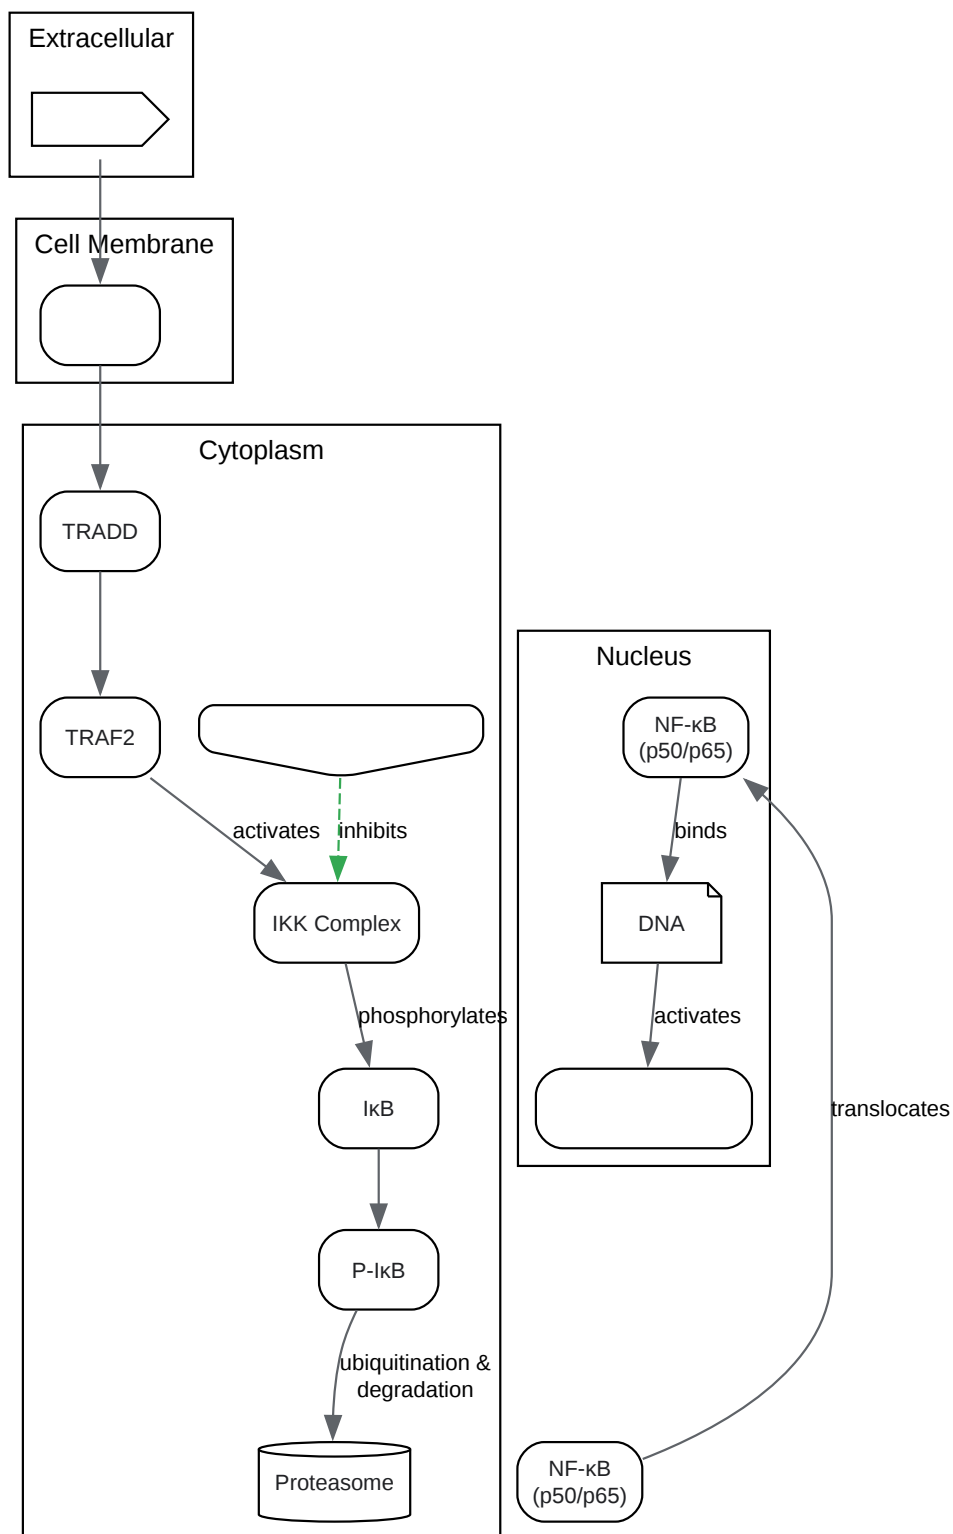 Extracellular
Cell Membrane
Cytoplasm
TRADD
TRAF2
activates
inhibits
IKK Complex
phosphorylates
IκB
P-IκB
ubiquitination &
degradation
Proteasome
Nucleus
NF-κB
(p50/p65)
binds
DNA
activates
translocates
NF-κB
(p50/p65)